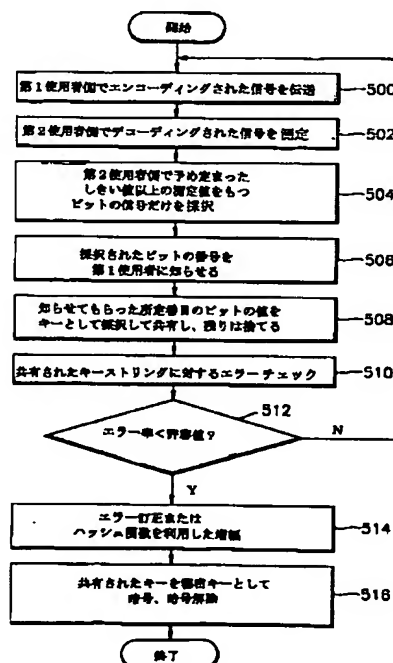 開始
第1使用者側でエンコーディングされた信号を伝送
500
第2使用者側でデコーディングされた信号を測定
502
第2使用者側で予め定まった
しきい値以上の測定値をもつ
ビットの信号だけを採択
504
採択されたビットの番号を
第1使用者に知らせる
506
知らせてもらった所定番目のビットの値を
キーとして採択して共有し、残りは捨てる
508
共有されたキーストリングに対するエラーチェック
510
512
エラー率<許容値?
N
Y
エラー訂正または
ハッシュ関数を利用した増幅
514
共有されたキーを秘密キーとして
暗号、暗号解除
516
終了